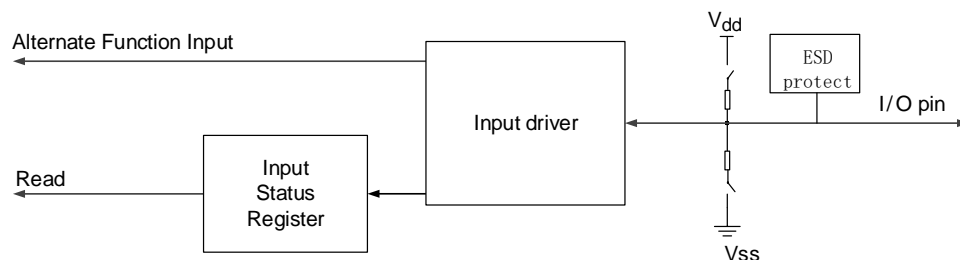 Alternate Function Input
Read
Input
Status
Register
Input driver
Vdd
Vss
ESD
protect
I/O pin